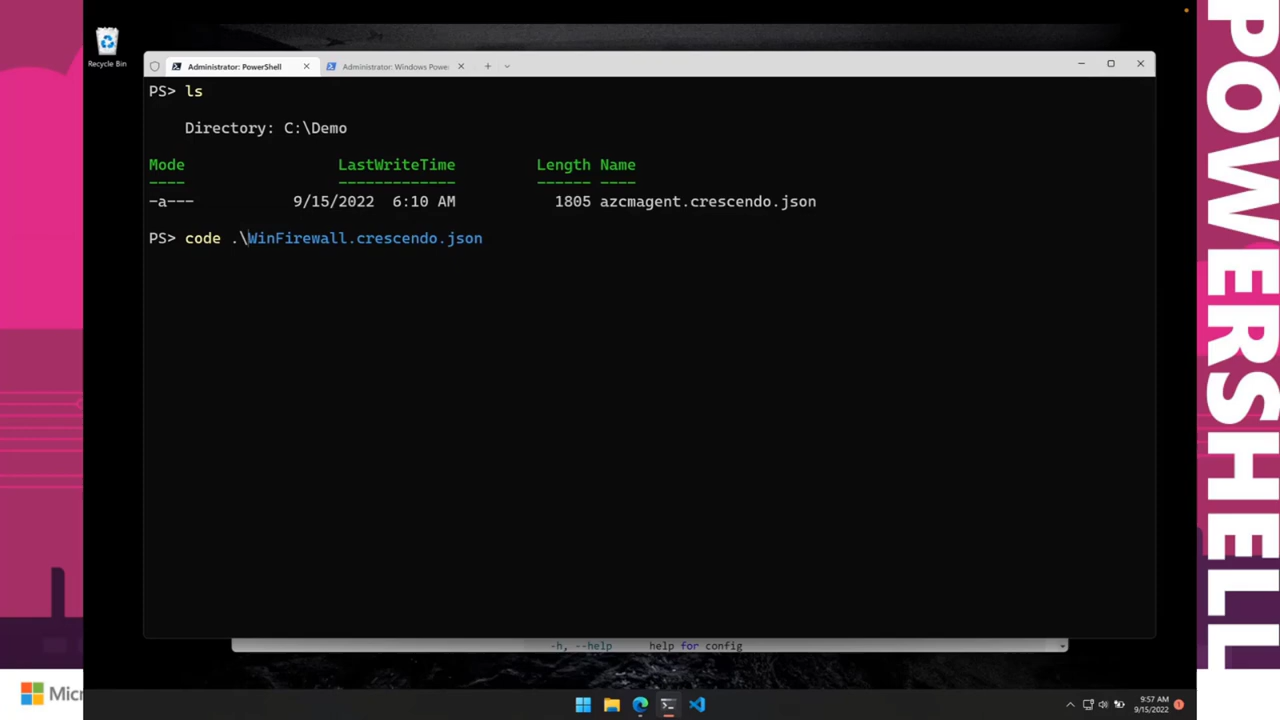 Recycle Bin
Administrator: PowerShell
Administrator: Windows Powe
PS> ls
Directory: C:\Demo
Mode LastWriteTime Length Name
---- ------------- ------ ----
-a--- 9/15/2022 6:10 AM 1805 azcmagent.crescendo.json
PS> code .\WinFirewall.crescendo.json
-h, --help help for config
Micr
9:57 AM
9/15/2022
1
POWERSHELL